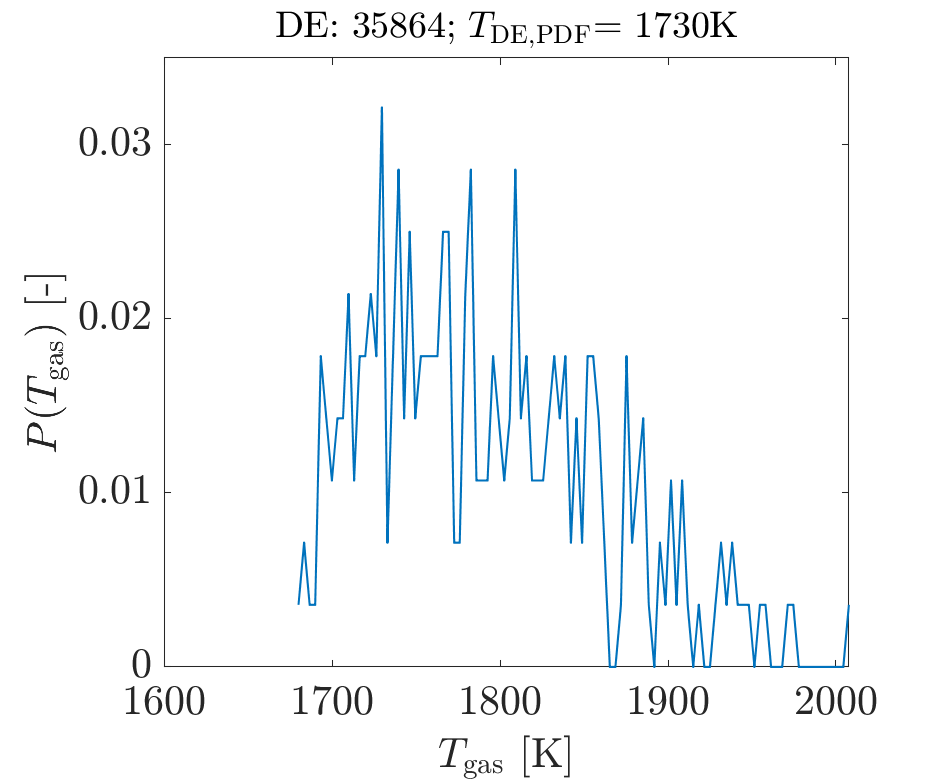 DE: 35864; T_DE,PDF= 1730K
0.03
0.02
0.01
0
P(T_gas) [-]
1600 1700 1800 1900 2000
T_gas [K]